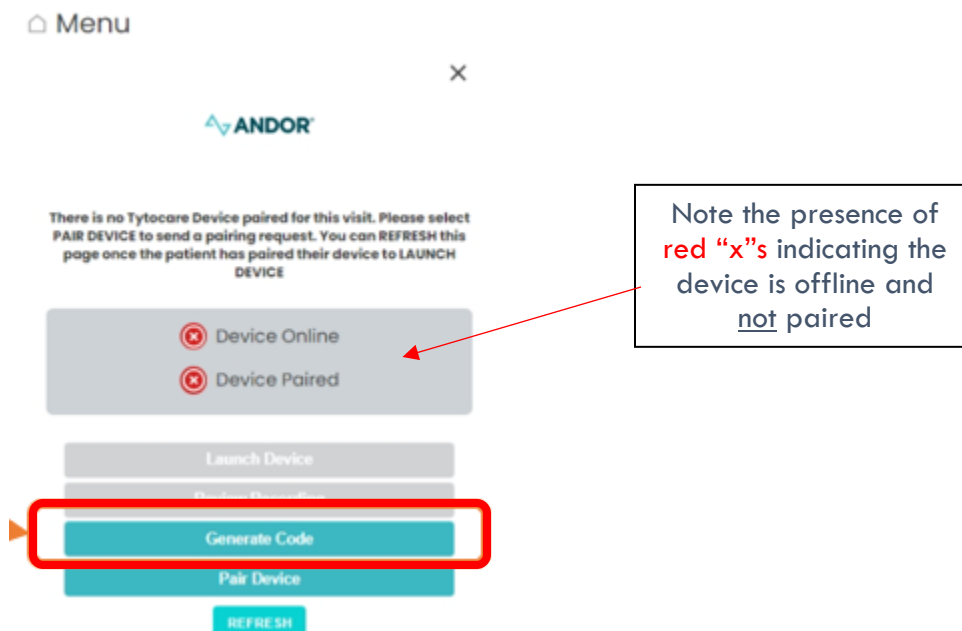 Menu
ANDOR
There is no Tytocare Device paired for this visit. Please select
PAIR DEVICE to send a pairing request. You can REFRESH this
page once the patient has paired their device to LAUNCH
DEVICE
Note the presence of
red “x”s indicating the
device is offline and
not paired
Device Online
Device Paired
Launch Device
Generate Code
Pair Device
REFRESH